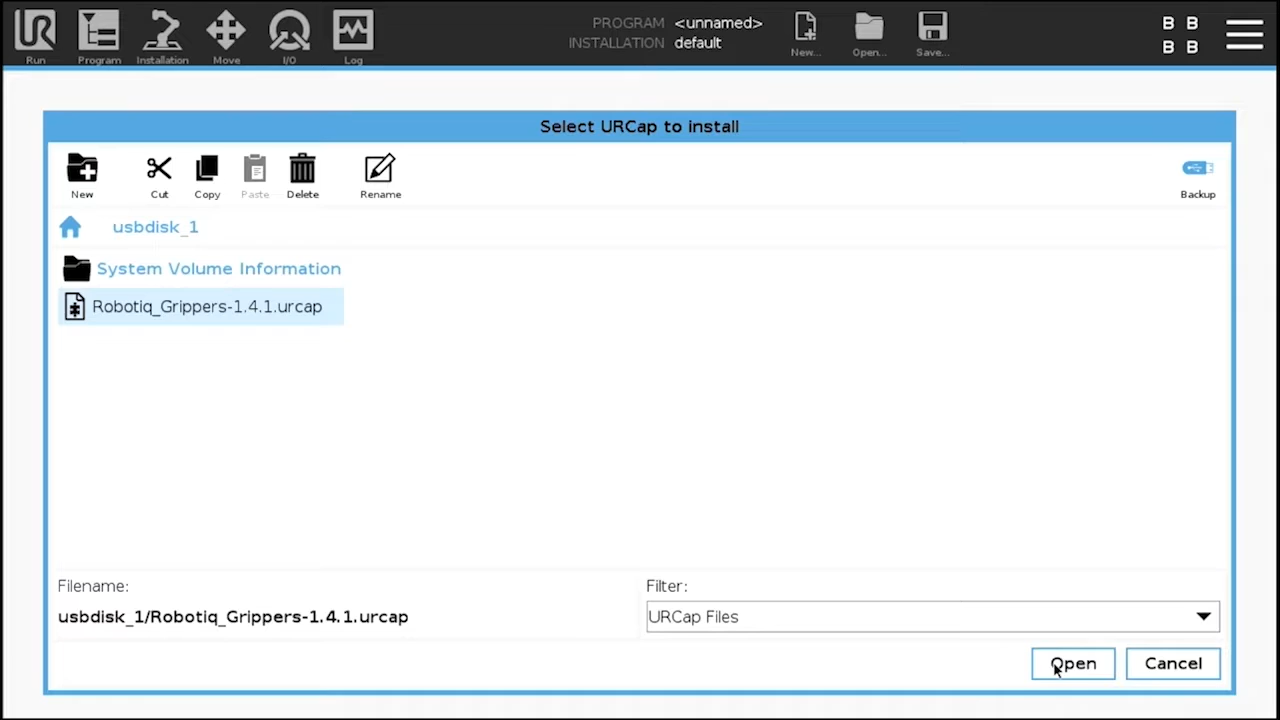 UR
PROGRAM <unnamed>
INSTALLATION default
B B
B B
Run Program Installation Move I/O Log New... Open... Save...
Select URCap to install
New Cut Copy Paste Delete Rename Backup
usbdisk_1
System Volume Information
Robotiq_Grippers-1.4.1.urcap
Filename: Filter:
usbdisk_1/Robotiq_Grippers-1.4.1.urcap URCap Files
Open Cancel